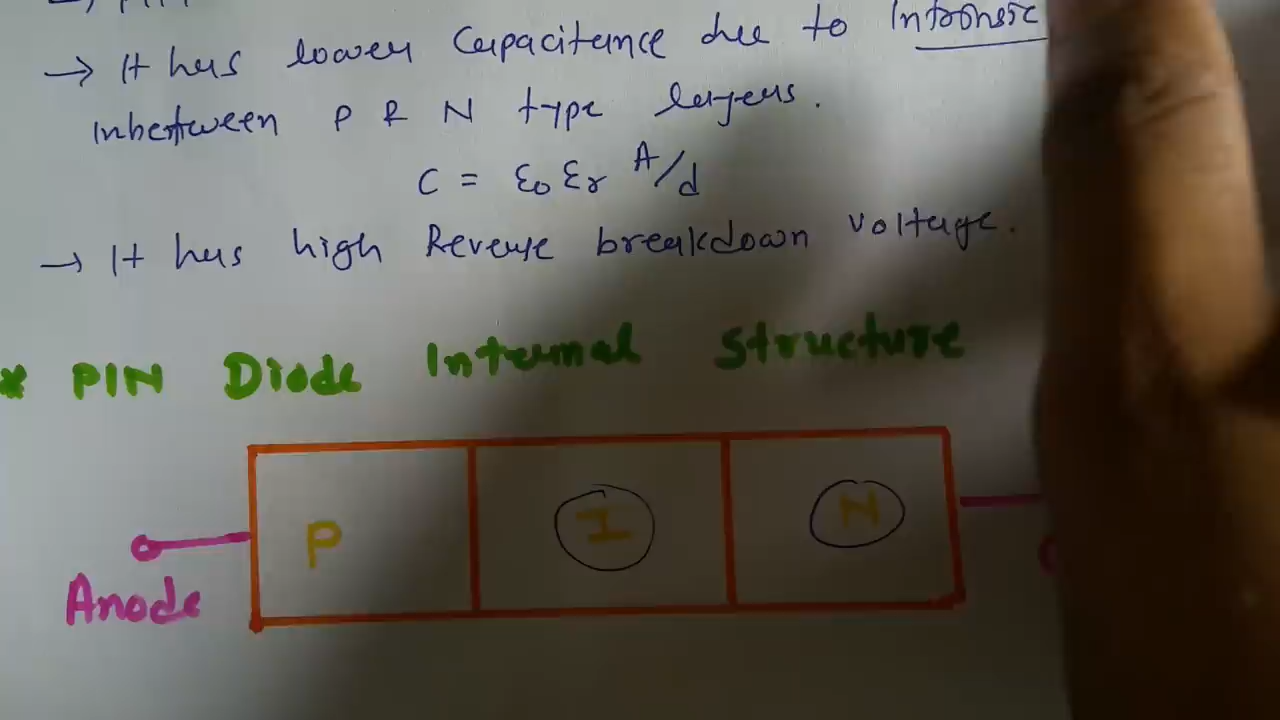 → It has lower Capacitance due to Intrinsic
inbetween P & N type layers.
C = ε₀ εr A/d
→ It has high Reverse breakdown voltage.
* PIN Diode Internal Structure
P I N
Anode